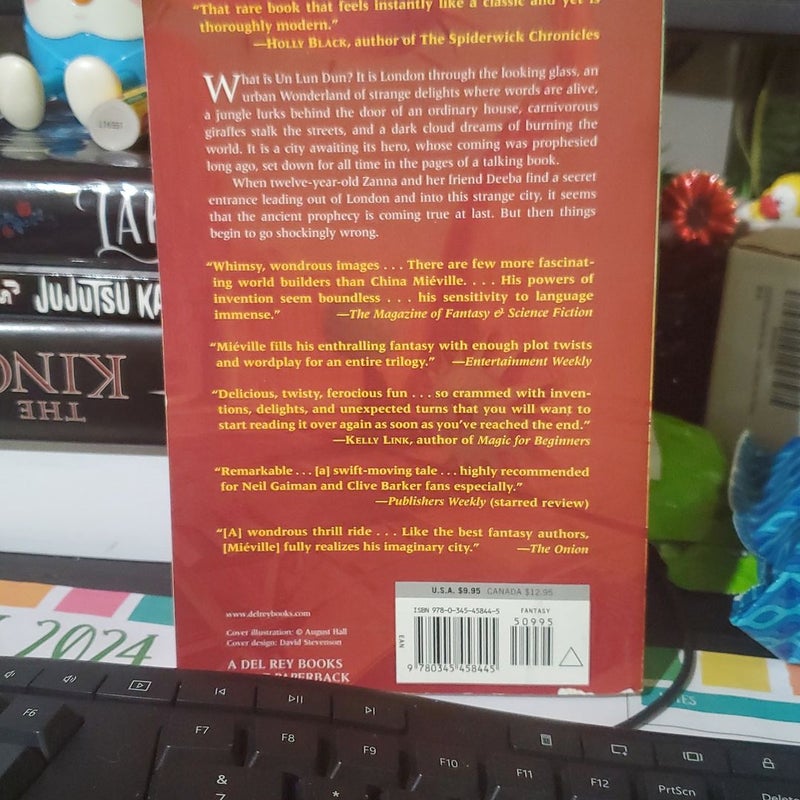 “That rare book that feels instantly like a classic and yet is
thoroughly modern.”
—HOLLY BLACK, author of The Spiderwick Chronicles
What is Un Lun Dun? It is London through the looking glass, an
urban Wonderland of strange delights where words are alive,
a jungle lurks behind the door of an ordinary house, carnivorous
giraffes stalk the streets, and a dark cloud dreams of burning the
world. It is a city awaiting its hero, whose coming was prophesied
long ago, set down for all time in the pages of a talking book.
When twelve-year-old Zanna and her friend Deeba find a secret
entrance leading out of London and into this strange city, it seems
that the ancient prophecy is coming true at last. But then things
begin to go shockingly wrong.
“Whimsy, wondrous images . . . There are few more fascinat-
ing world builders than China Miéville. . . . His powers of
invention seem boundless . . . his sensitivity to language
immense.” —The Magazine of Fantasy & Science Fiction
“Miéville fills his enthralling fantasy with enough plot twists
and wordplay for an entire trilogy.” —Entertainment Weekly
“Delicious, twisty, ferocious fun . . . so crammed with inven-
tions, delights, and unexpected turns that you will want to
start reading it over again as soon as you’ve reached the end.”
—KELLY LINK, author of Magic for Beginners
“Remarkable . . . [a] swift-moving tale . . . highly recommended
for Neil Gaiman and Clive Barker fans especially.”
—Publishers Weekly (starred review)
“[A] wondrous thrill ride . . . Like the best fantasy authors,
[Miéville] fully realizes his imaginary city.” —The Onion
U.S.A. $9.95 CANADA $12.95
ISBN 978-0-345-45844-5 FANTASY
50995
EAN
9 780345 458445
www.delreybooks.com
Cover illustration: © August Hall
Cover design: David Stevenson
A DEL REY BOOKS
PAPERBACK
JUJUTSU KA
THE
KING
2024
F6
F7
F8
F9
F10
F11
F12
PrtScn
Delete
&
7
*